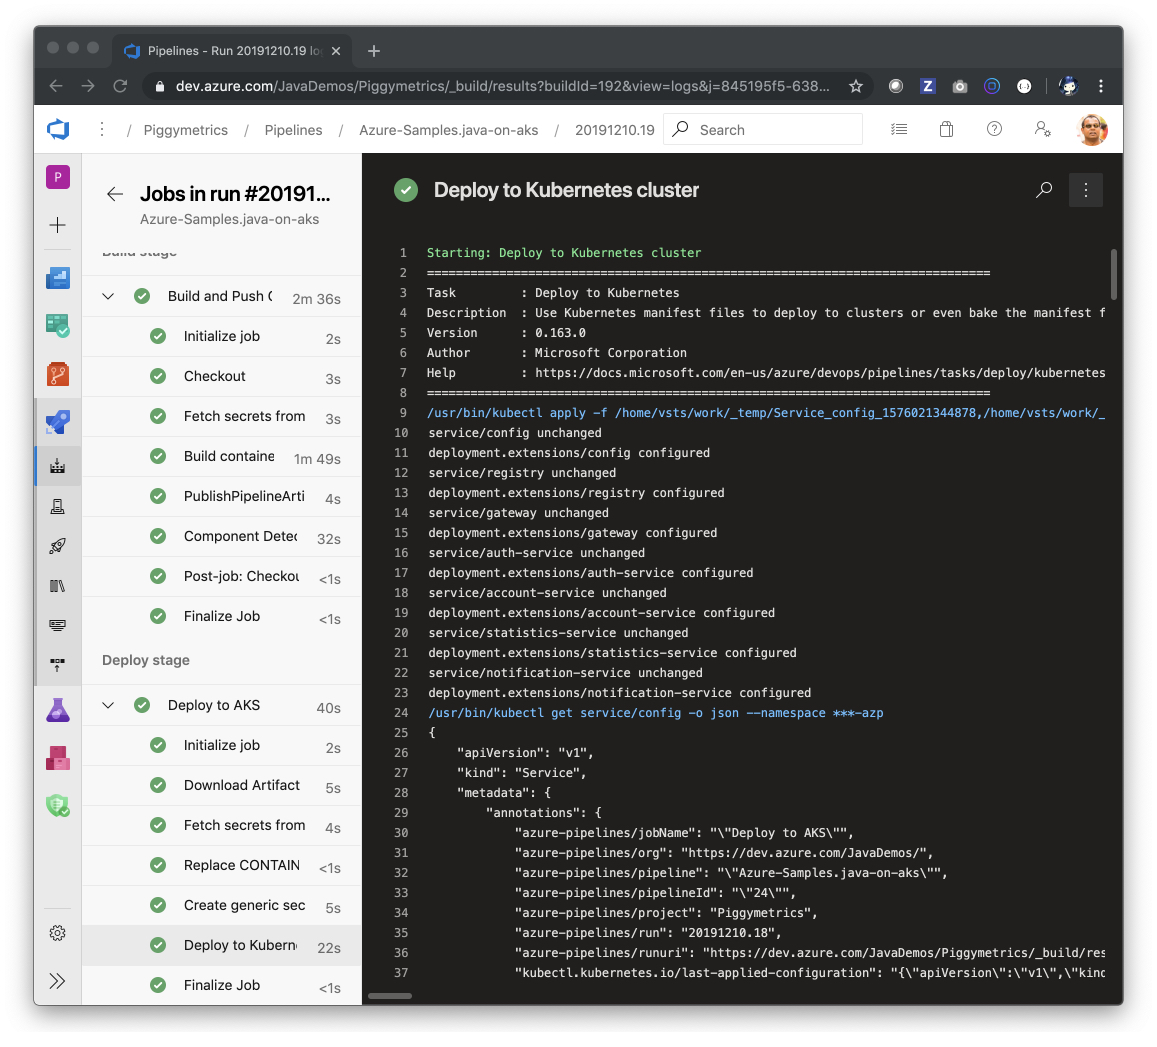 Pipelines - Run 20191210.19 lo
dev.azure.com/JavaDemos/Piggymetrics/_build/results?buildId=192&view=logs&j=845195f5-638...
Z
/ Piggymetrics / Pipelines / Azure-Samples.java-on-aks / 20191210.19
Search
P
Jobs in run #20191...
Azure-Samples.java-on-aks
Build stage
Build and Push C 2m 36s
Initialize job 2s
Checkout 3s
Fetch secrets from 3s
Build containe 1m 49s
PublishPipelineArti 4s
Component Detec 32s
Post-job: Checkou <1s
Finalize Job <1s
Deploy stage
Deploy to AKS 40s
Initialize job 2s
Download Artifact 5s
Fetch secrets from 4s
Replace CONTAIN <1s
Create generic sec 5s
Deploy to Kubern 22s
Finalize Job <1s
Deploy to Kubernetes cluster
1 Starting: Deploy to Kubernetes cluster
2 ==============================================================================
3 Task : Deploy to Kubernetes
4 Description : Use Kubernetes manifest files to deploy to clusters or even bake the manifest f
5 Version : 0.163.0
6 Author : Microsoft Corporation
7 Help : https://docs.microsoft.com/en-us/azure/devops/pipelines/tasks/deploy/kubernetes
8 ==============================================================================
9 /usr/bin/kubectl apply -f /home/vsts/work/_temp/Service_config_1576021344878,/home/vsts/work/_
10 service/config unchanged
11 deployment.extensions/config configured
12 service/registry unchanged
13 deployment.extensions/registry configured
14 service/gateway unchanged
15 deployment.extensions/gateway configured
16 service/auth-service unchanged
17 deployment.extensions/auth-service configured
18 service/account-service unchanged
19 deployment.extensions/account-service configured
20 service/statistics-service unchanged
21 deployment.extensions/statistics-service configured
22 service/notification-service unchanged
23 deployment.extensions/notification-service configured
24 /usr/bin/kubectl get service/config -o json --namespace ***-azp
25 {
26 "apiVersion": "v1",
27 "kind": "Service",
28 "metadata": {
29 "annotations": {
30 "azure-pipelines/jobName": "\"Deploy to AKS\"",
31 "azure-pipelines/org": "https://dev.azure.com/JavaDemos/",
32 "azure-pipelines/pipeline": "\"Azure-Samples.java-on-aks\"",
33 "azure-pipelines/pipelineId": "\"24\"",
34 "azure-pipelines/project": "Piggymetrics",
35 "azure-pipelines/run": "20191210.18",
36 "azure-pipelines/runuri": "https://dev.azure.com/JavaDemos/Piggymetrics/_build/res
37 "kubectl.kubernetes.io/last-applied-configuration": "{\"apiVersion\":\"v1\",\"kind